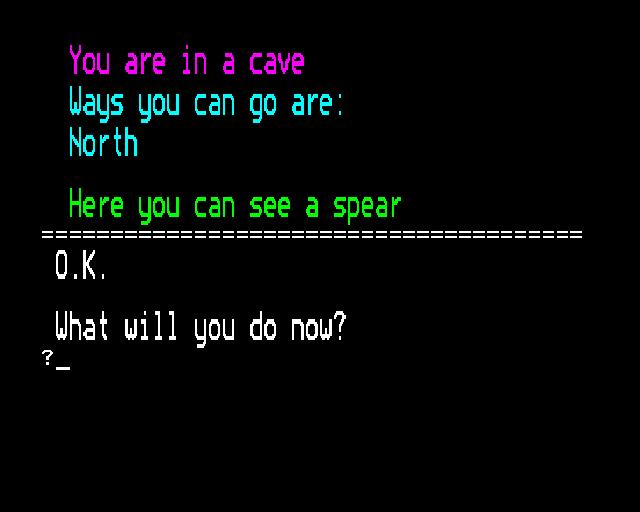 You are in a cave
Ways you can go are:
North
Here you can see a spear
=======================================
O.K.
What will you do now?
?_